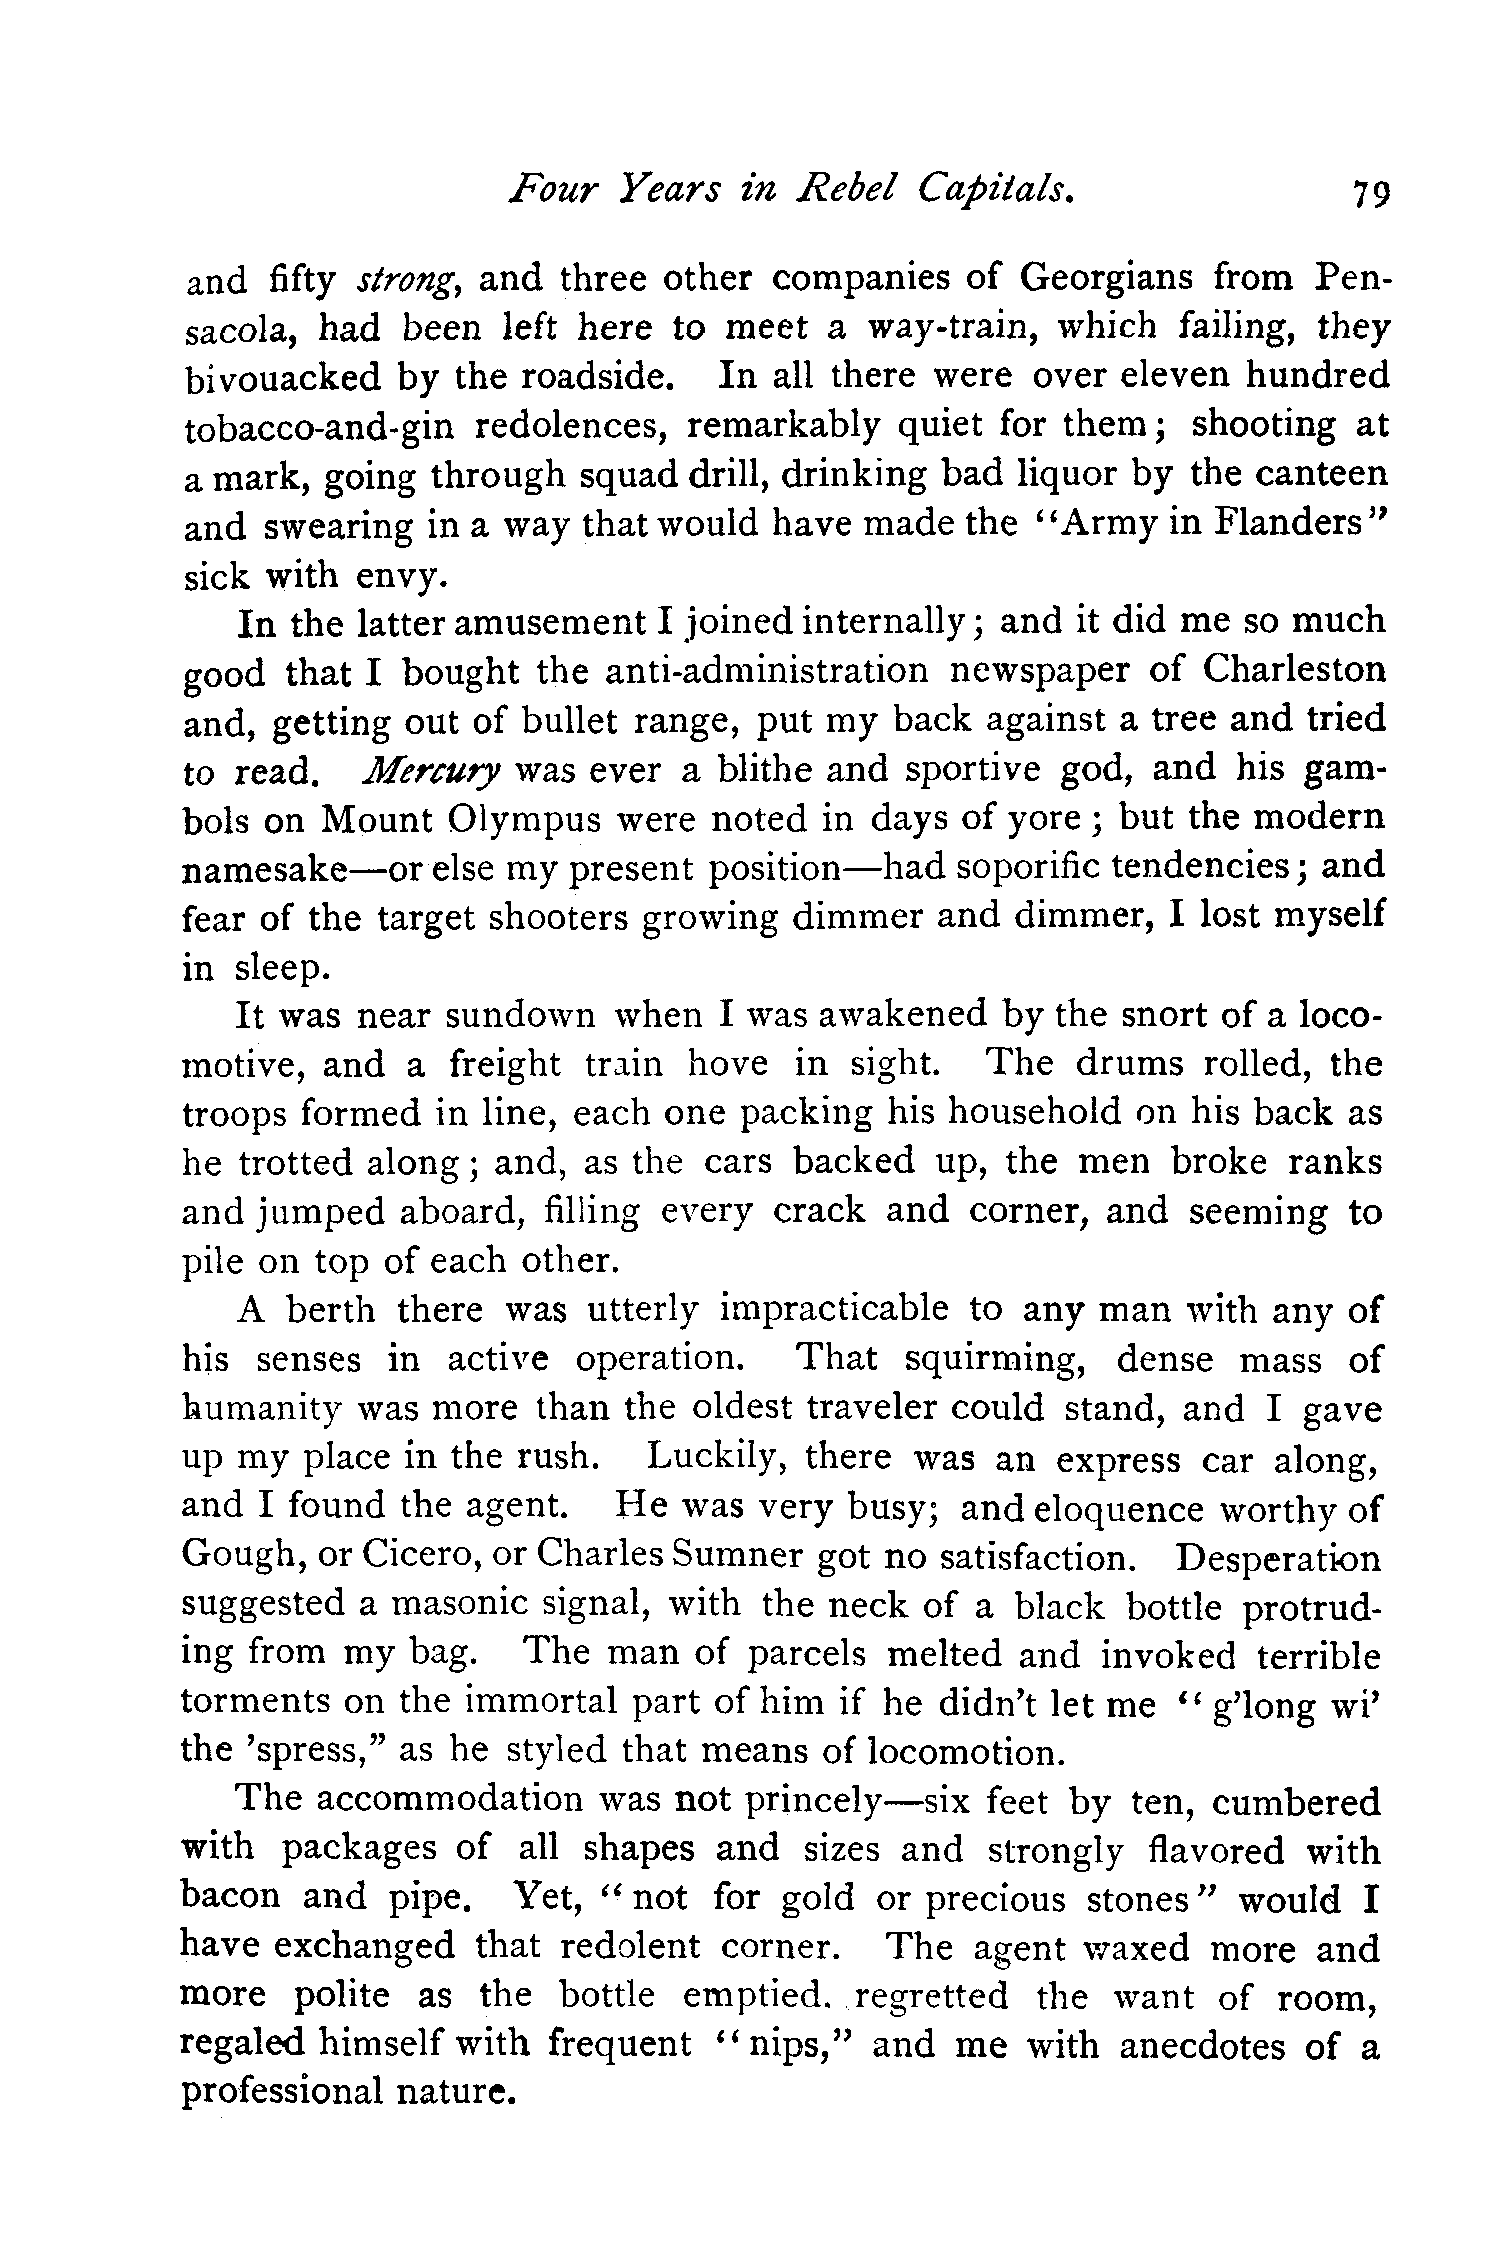 Four Years in Rebel Capitals. 79
and fifty strong, and three other companies of Georgians from Pen-
sacola, had been left here to meet a way-train, which failing, they
bivouacked by the roadside. In all there were over eleven hundred
tobacco-and-gin redolences, remarkably quiet for them; shooting at
a mark, going through squad drill, drinking bad liquor by the canteen
and swearing in a way that would have made the "Army in Flanders"
sick with envy.
In the latter amusement I joined internally; and it did me so much
good that I bought the anti-administration newspaper of Charleston
and, getting out of bullet range, put my back against a tree and tried
to read. Mercury was ever a blithe and sportive god, and his gam-
bols on Mount Olympus were noted in days of yore; but the modern
namesake—or else my present position—had soporific tendencies; and
fear of the target shooters growing dimmer and dimmer, I lost myself
in sleep.
It was near sundown when I was awakened by the snort of a loco-
motive, and a freight train hove in sight. The drums rolled, the
troops formed in line, each one packing his household on his back as
he trotted along; and, as the cars backed up, the men broke ranks
and jumped aboard, filling every crack and corner, and seeming to
pile on top of each other.
A berth there was utterly impracticable to any man with any of
his senses in active operation. That squirming, dense mass of
humanity was more than the oldest traveler could stand, and I gave
up my place in the rush. Luckily, there was an express car along,
and I found the agent. He was very busy; and eloquence worthy of
Gough, or Cicero, or Charles Sumner got no satisfaction. Desperation
suggested a masonic signal, with the neck of a black bottle protrud-
ing from my bag. The man of parcels melted and invoked terrible
torments on the immortal part of him if he didn't let me "g'long wi'
the 'spress," as he styled that means of locomotion.
The accommodation was not princely—six feet by ten, cumbered
with packages of all shapes and sizes and strongly flavored with
bacon and pipe. Yet, "not for gold or precious stones" would I
have exchanged that redolent corner. The agent waxed more and
more polite as the bottle emptied. regretted the want of room,
regaled himself with frequent "nips," and me with anecdotes of a
professional nature.